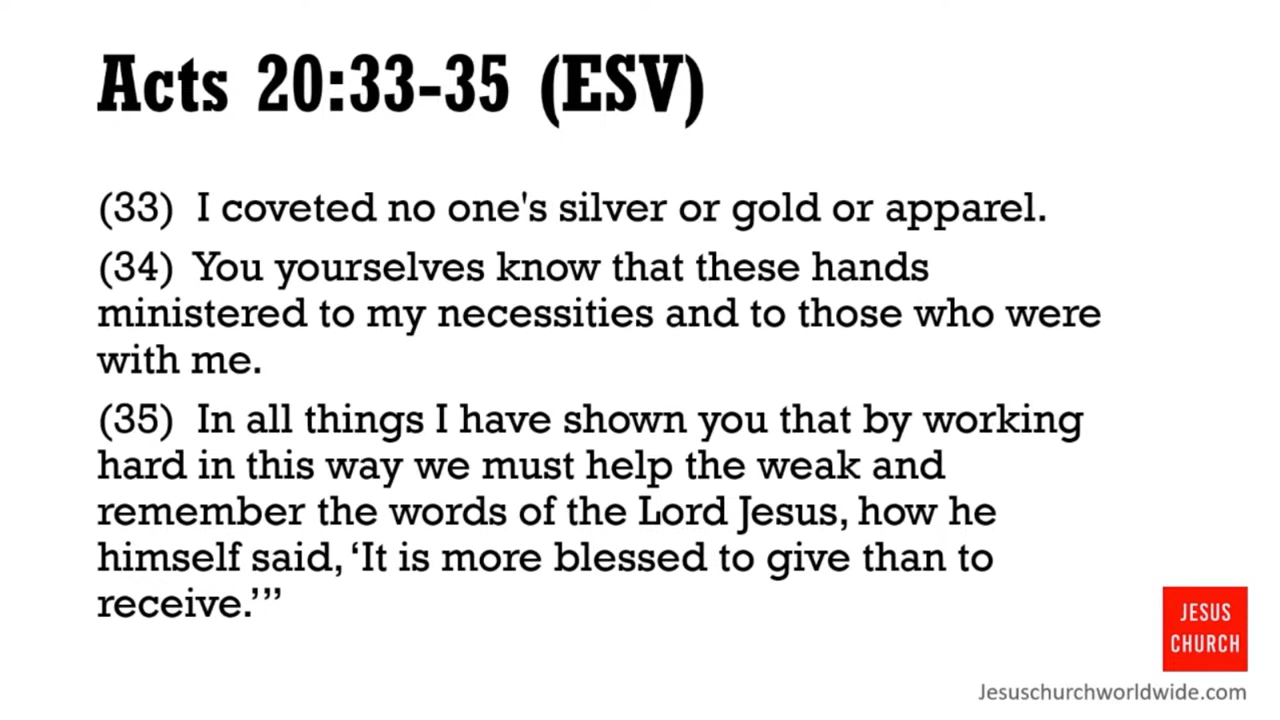 Acts 20:33-35 (ESV)
(33) I coveted no one's silver or gold or apparel.
(34) You yourselves know that these hands
ministered to my necessities and to those who were
with me.
(35) In all things I have shown you that by working
hard in this way we must help the weak and
remember the words of the Lord Jesus, how he
himself said, ‘It is more blessed to give than to
receive.’”
JESUS
CHURCH
Jesuschurchworldwide.com